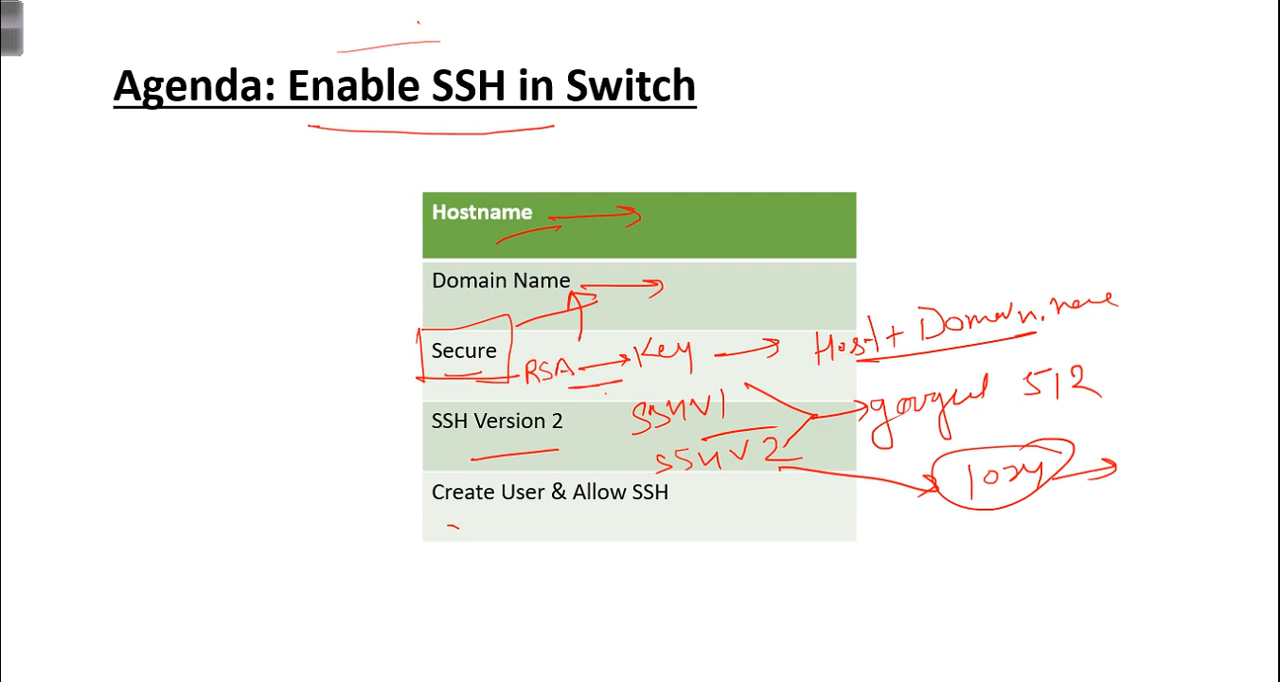 Agenda: Enable SSH in Switch
Hostname
Domain Name
Secure
RSA Key Host + Domain.name
SSH Version 2
SSHV1
SSHV2
512
1024
Create User & Allow SSH